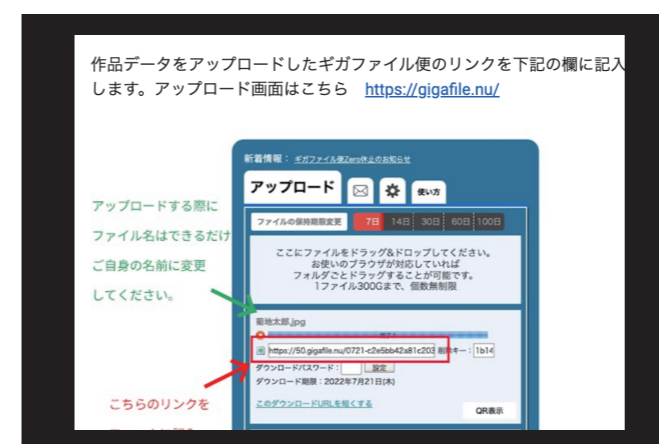 作品データをアップロードしたギガファイル便のリンクを下記の欄に記入
します。アップロード画面はこちら https://gigafile.nu/
新着情報： ギガファイル便Zero休止のお知らせ
アップロード
使い方
アップロードする際に
ファイル名はできるだけ
ご自身の名前に変更
してください。
ファイルの保持期限変更 7日 14日 30日 60日 100日
ここにファイルをドラッグ&ドロップしてください。
お使いのブラウザが対応していれば
フォルダごとドラッグすることが可能です。
1ファイル300Gまで、個数無制限
菊地太郎.jpg
https://50.gigafile.nu/0721-c2e5bb42a81c203 削除キー： 1b14
ダウンロードパスワード： 設定
ダウンロード期限：2022年7月21日(木)
このダウンロードURLを短くする
QR表示
こちらのリンクを